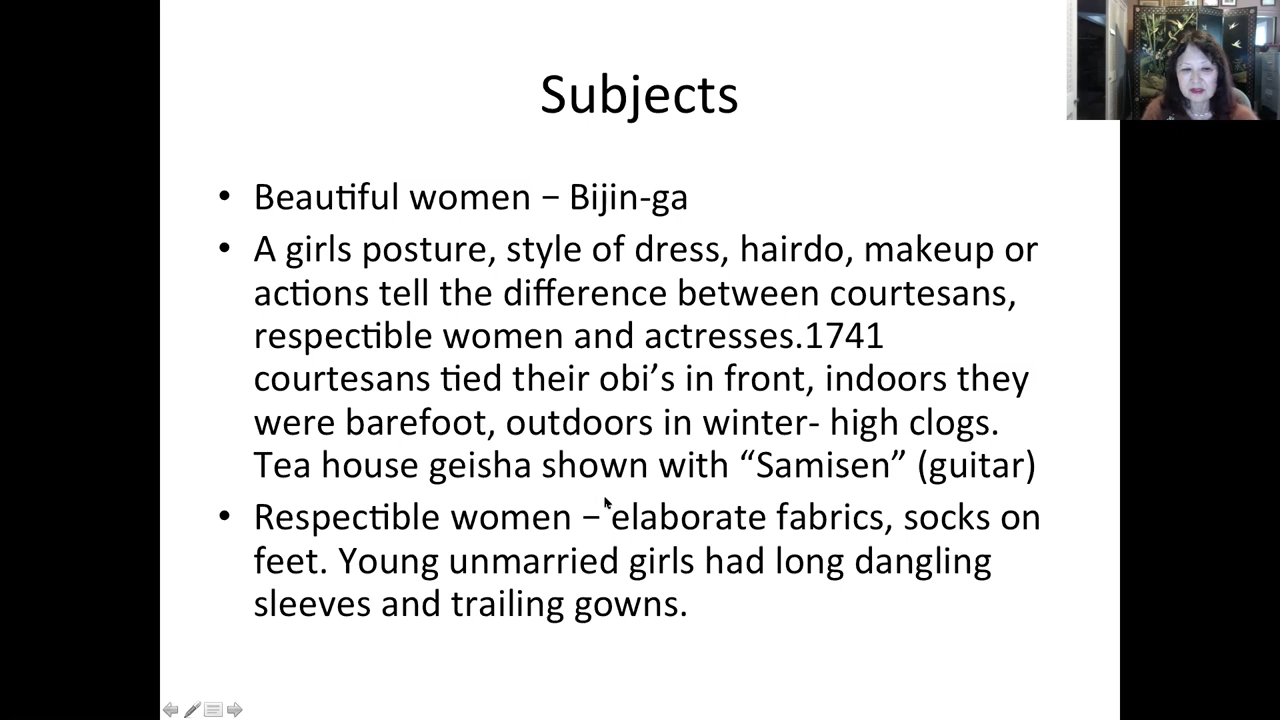 Subjects
• Beautiful women – Bijin-ga
• A girls posture, style of dress, hairdo, makeup or
actions tell the difference between courtesans,
respectible women and actresses.1741
courtesans tied their obi’s in front, indoors they
were barefoot, outdoors in winter- high clogs.
Tea house geisha shown with “Samisen” (guitar)
• Respectible women – elaborate fabrics, socks on
feet. Young unmarried girls had long dangling
sleeves and trailing gowns.